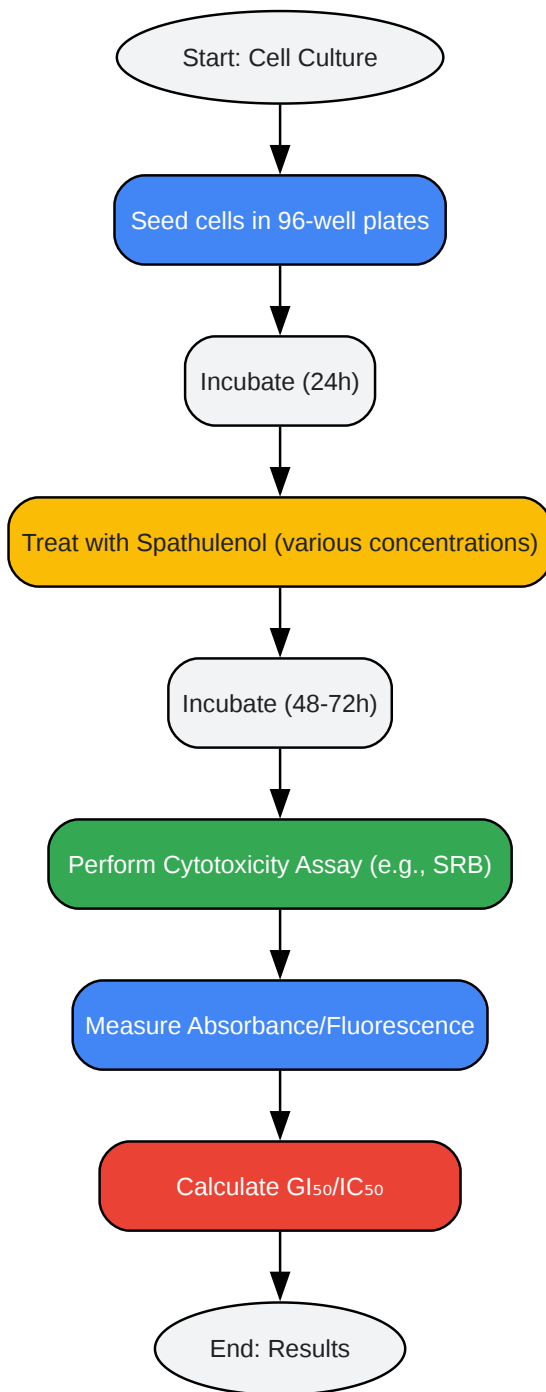 Start: Cell Culture
Seed cells in 96-well plates
Incubate (24h)
Treat with Spathulenol (various concentrations)
Incubate (48-72h)
Perform Cytotoxicity Assay (e.g., SRB)
Measure Absorbance/Fluorescence
Calculate GI₅₀/IC₅₀
End: Results